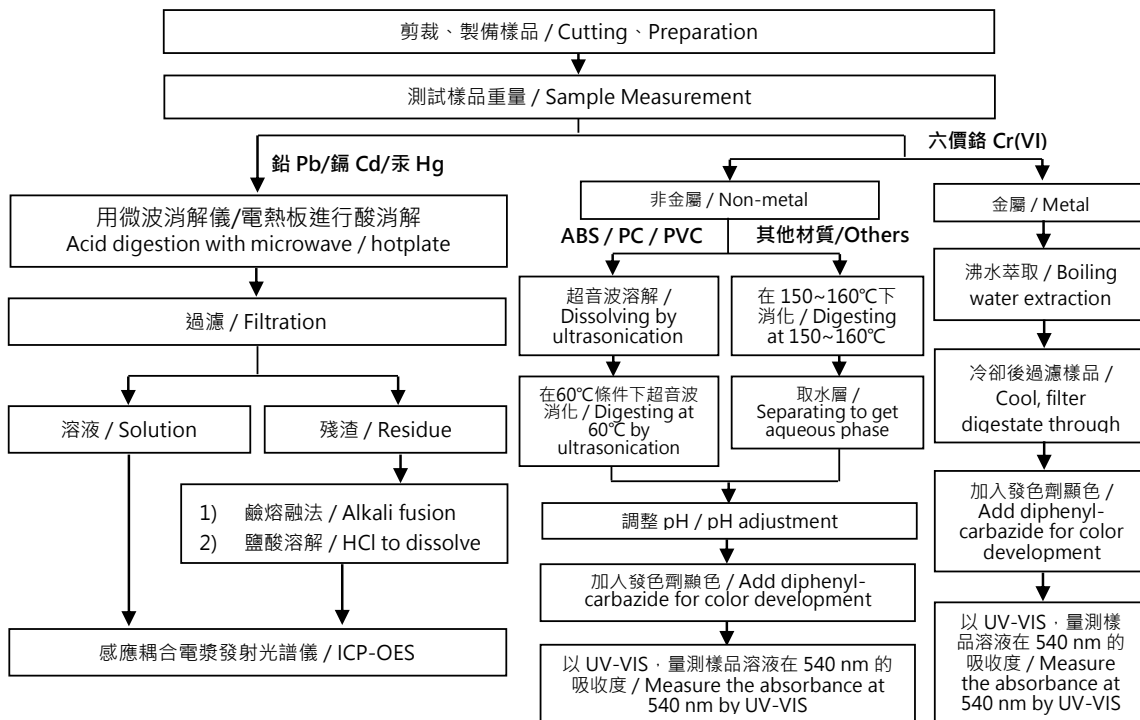 剪裁、製備樣品 / Cutting、Preparation
測試樣品重量 / Sample Measurement
鉛 Pb/鎘 Cd/汞 Hg
六價鉻 Cr(VI)
用微波消解儀/電熱板進行酸消解
Acid digestion with microwave / hotplate
過濾 / Filtration
溶液 / Solution
殘渣 / Residue
1) 鹼熔融法 / Alkali fusion
2) 鹽酸溶解 / HCl to dissolve
感應耦合電漿發射光譜儀 / ICP-OES
非金屬 / Non-metal
ABS / PC / PVC
其他材質/Others
超音波溶解 /
Dissolving by
ultrasonication
在60℃條件下超音波
消化 / Digesting at
60℃ by
ultrasonication
在 150~160℃下
消化 / Digesting
at 150~160℃
取水層 /
Separating to get
aqueous phase
調整 pH / pH adjustment
加入發色劑顯色 / Add diphenyl-
carbazide for color development
以 UV-VIS，量測樣品溶液在 540 nm 的
吸收度 / Measure the absorbance at
540 nm by UV-VIS
金屬 / Metal
沸水萃取 / Boiling
water extraction
冷卻後過濾樣品 /
Cool, filter
digestate through
加入發色劑顯色 /
Add diphenyl-
carbazide for color
development
以 UV-VIS，量測樣
品溶液在 540 nm 的
吸收度 / Measure
the absorbance at
540 nm by UV-VIS